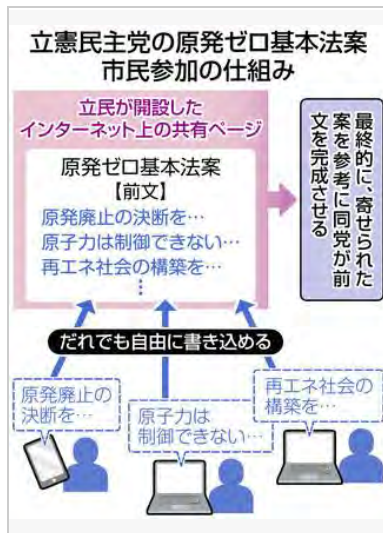 立憲民主党の原発ゼロ基本法案
市民参加の仕組み
立民が開設した
インターネット上の共有ページ
原発ゼロ基本法案
【前文】
原発廃止の決断を…
原子力は制御できない…
再エネ社会の構築を…
⋮
最終的に、寄せられた
案を参考に同党が前
文を完成させる
だれでも自由に書き込める
原発廃止の
決断を…
原子力は
制御できない…
再エネ社会の
構築を…